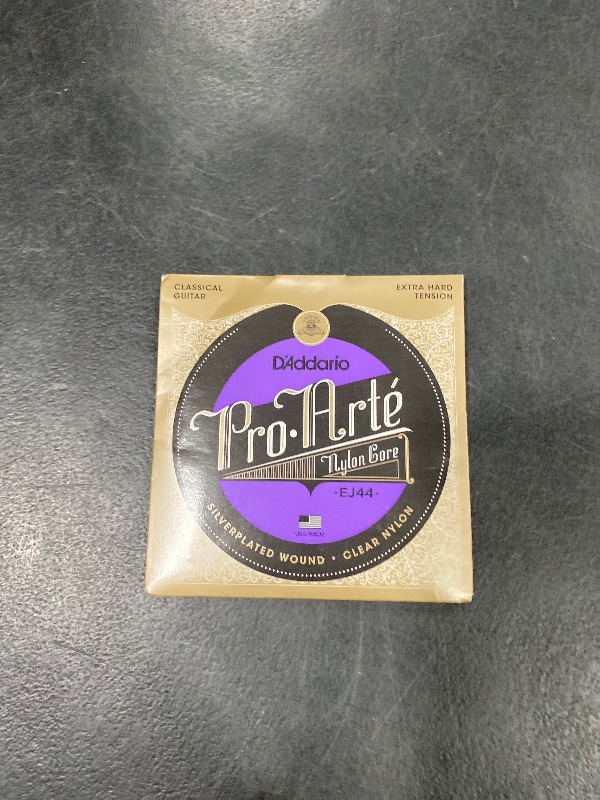 CLASSICAL
GUITAR
EXTRA HARD
TENSION
D'Addario
Pro·Arté
Nylon Core
-EJ44-
USA MADE
SILVERPLATED WOUND • CLEAR NYLON